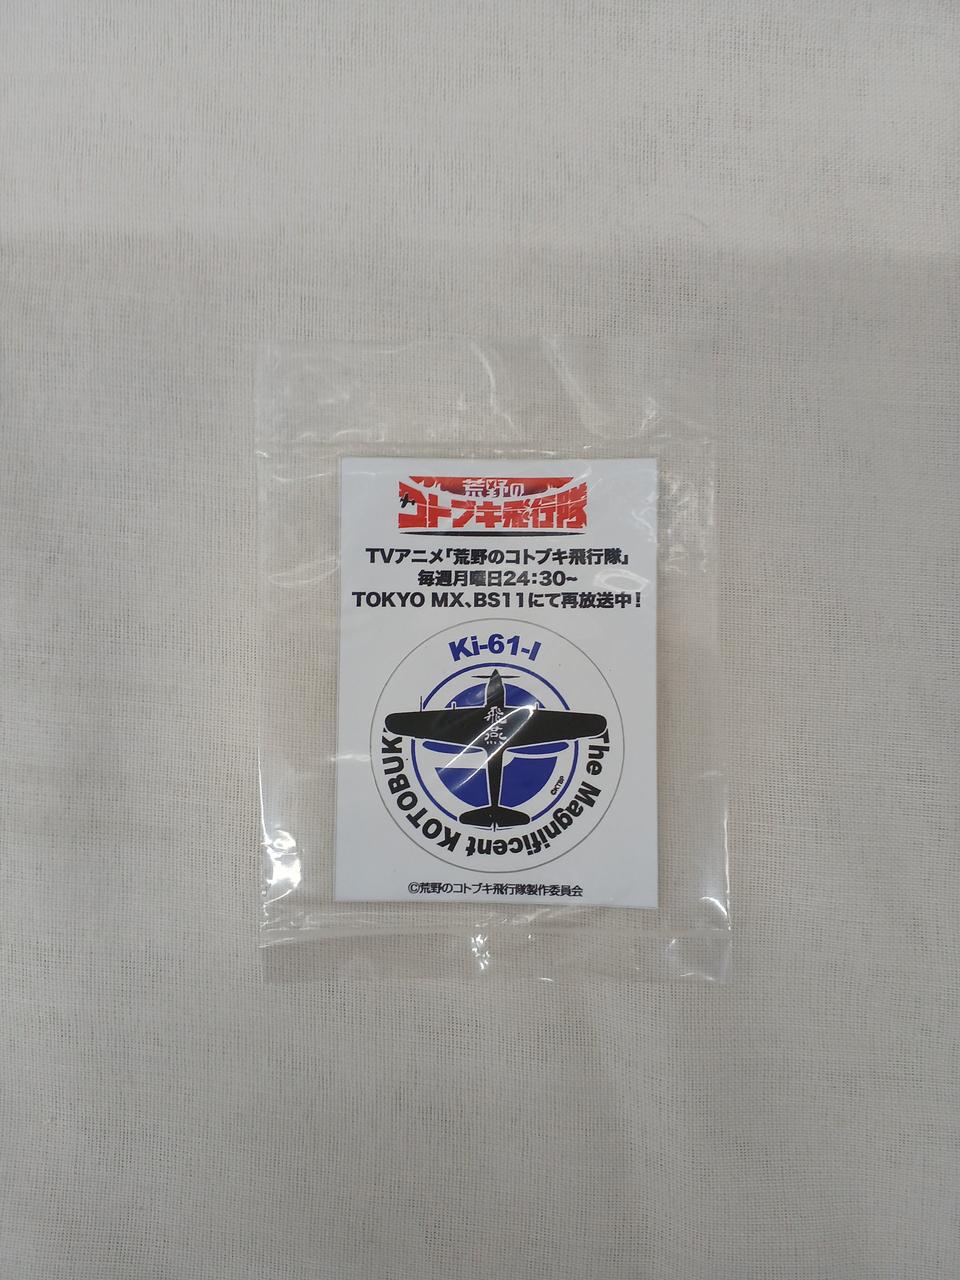 荒野の
コトブキ飛行隊
TVアニメ「荒野のコトブキ飛行隊」
毎週月曜日24:30~
TOKYO MX、BS11にて再放送中!
Ki-61-I
飛燕
The Magnificent KOTOBUKI
©KTBP
©荒野のコトブキ飛行隊製作委員会